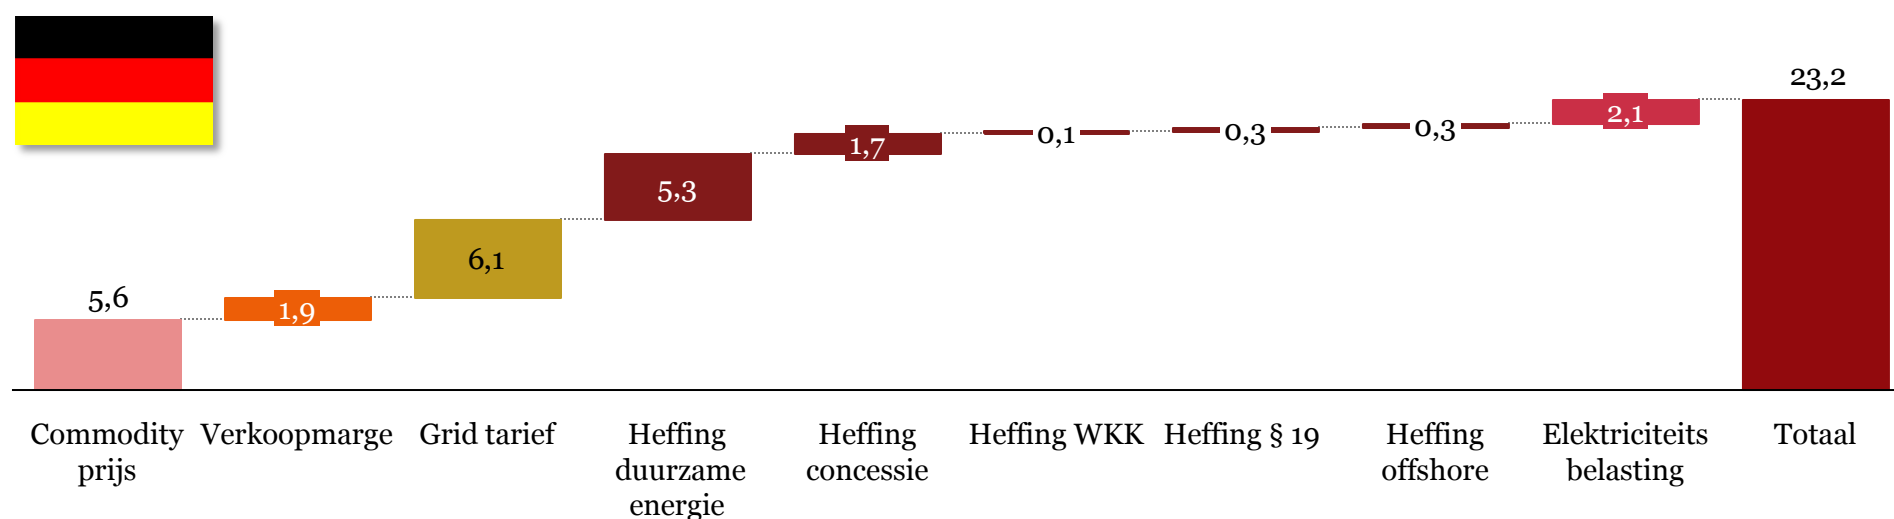 23,2
2,1
0,3
0,3
0,1
1,7
5,3
6,1
1,9
5,6
Commodity prijs
Verkoopmarge
Grid tarief
Heffing
duurzame
energie
Heffing
concessie
Heffing WKK
Heffing § 19
Heffing
offshore
Elektriciteits
belasting
Totaal